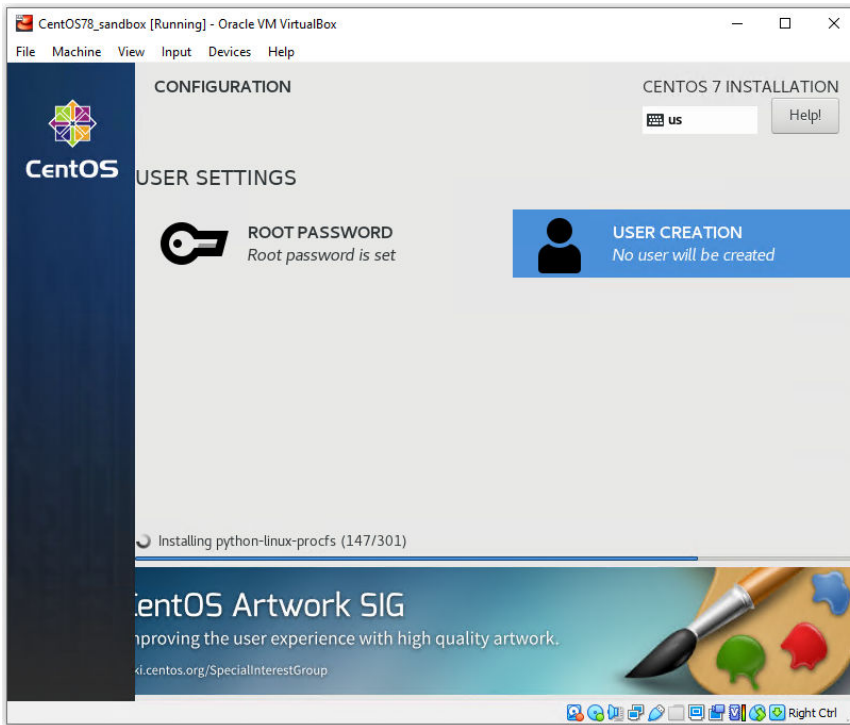 CentOS78_sandbox [Running] - Oracle VM VirtualBox
File Machine View Input Devices Help
CONFIGURATION
CENTOS 7 INSTALLATION
us
Help!
CentOS
USER SETTINGS
ROOT PASSWORD
Root password is set
USER CREATION
No user will be created
Installing python-linux-procfs (147/301)
entOS Artwork SIG
nproving the user experience with high quality artwork.
ki.centos.org/SpecialInterestGroup
Right Ctrl